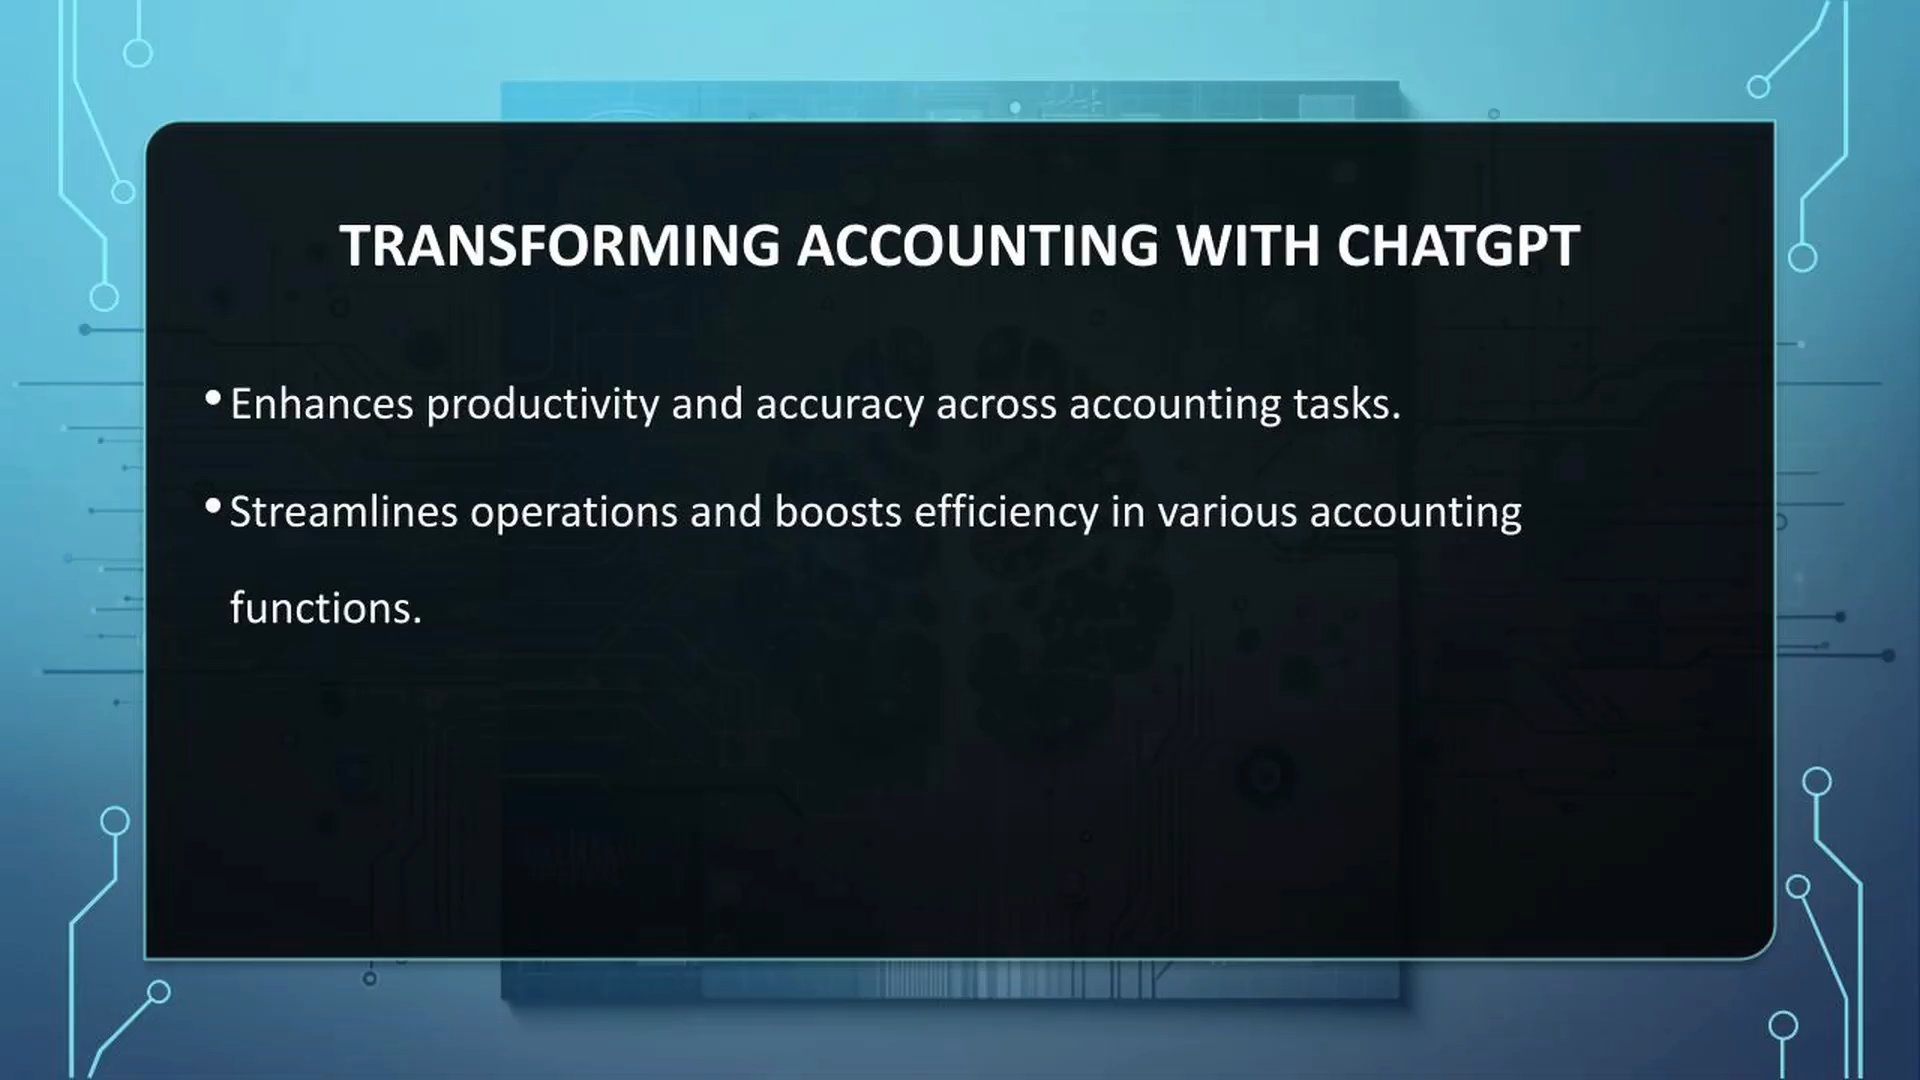 TRANSFORMING ACCOUNTING WITH CHATGPT
• Enhances productivity and accuracy across accounting tasks.
• Streamlines operations and boosts efficiency in various accounting
functions.